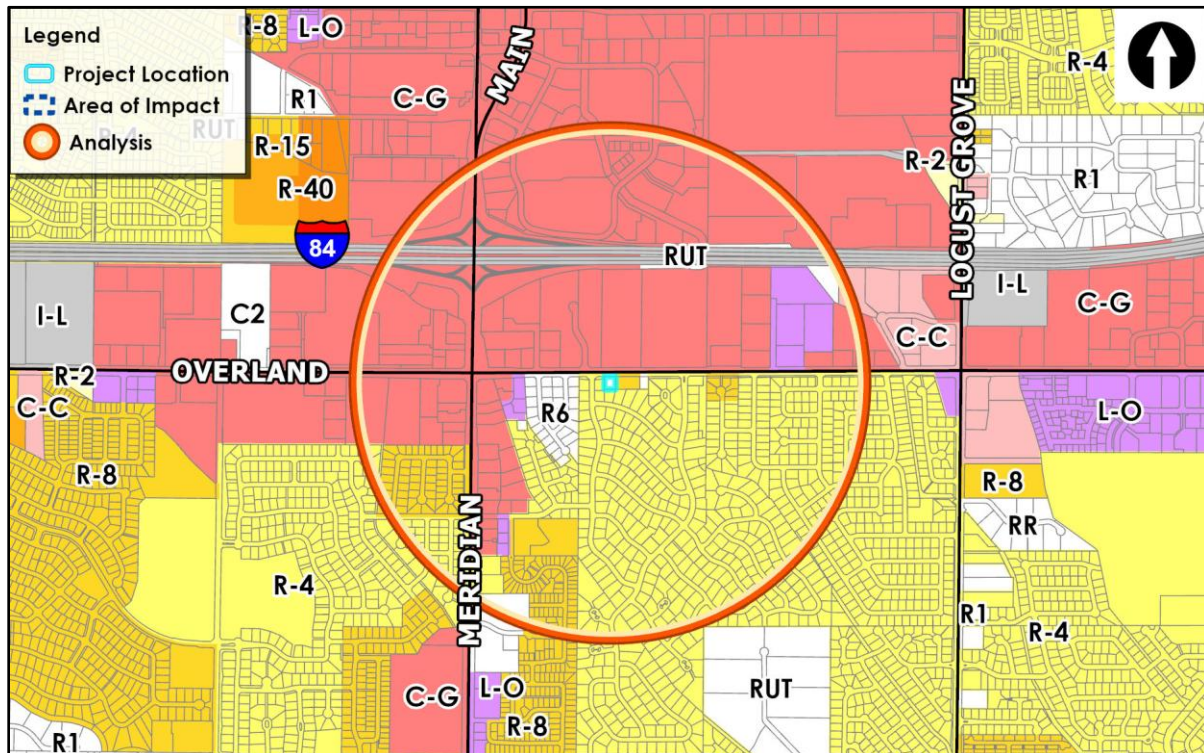 Legend
Project Location
Area of Impact
Analysis
R-8
L-O
R1
C-G
MAIN
R-4
R-4
RUT
R-15
R-40
R-2
R1
LOCUST GROVE
84
RUT
I-L
C2
I-L
C-G
C-C
OVERLAND
R-2
C-C
R6
L-O
R-8
R-8
RR
MERIDIAN
R-4
R1
R-4
C-G
L-O
RUT
R-8
R1